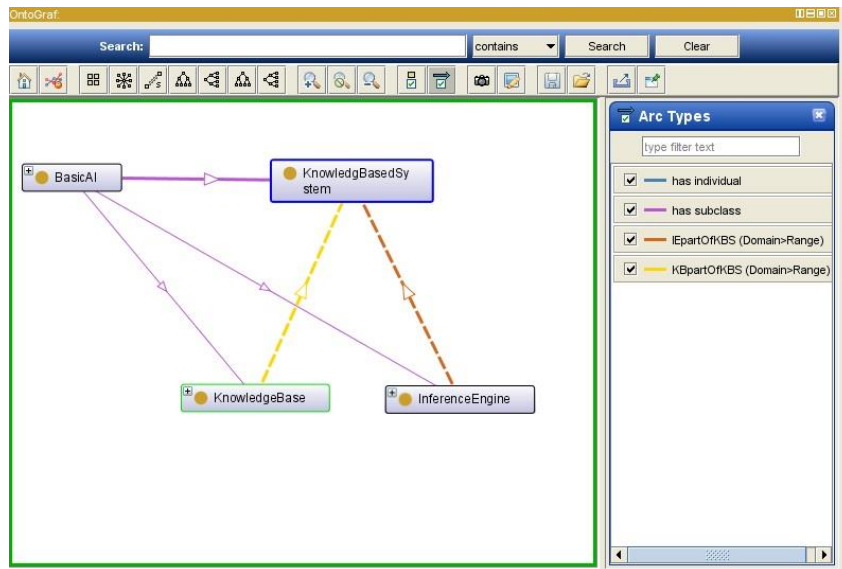 OntoGraf:
Search:
contains
Search
Clear
Arc Types
type filter text
has individual
has subclass
IEpartOfKBS (Domain>Range)
KBpartOfKBS (Domain>Range)
BasicAI
KnowledgBasedSy
stem
KnowledgeBase
InferenceEngine